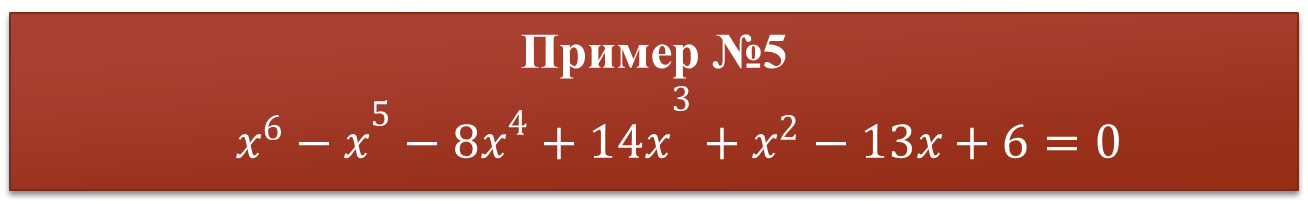 Пример №5
x⁶ − x⁵ − 8x⁴ + 14x³ + x² − 13x + 6 = 0